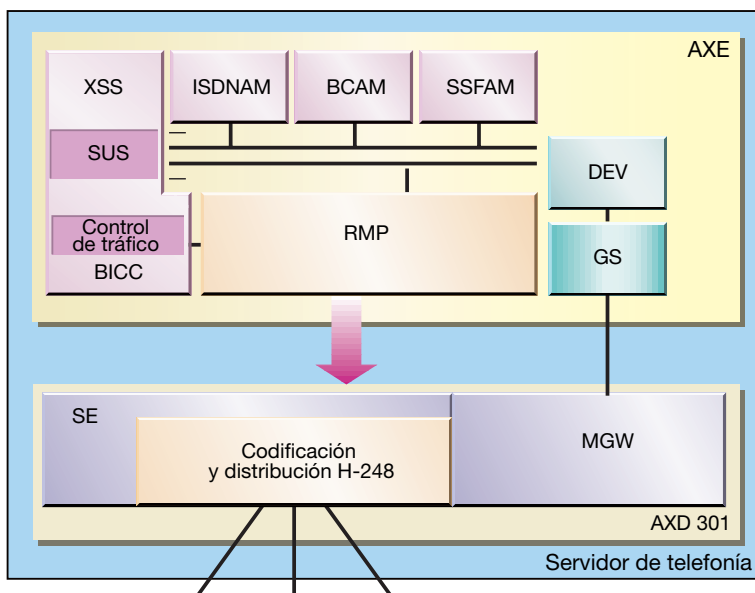 AXE
XSS
ISDNAM
BCAM
SSFAM
SUS
DEV
Control
de tráfico
BICC
RMP
GS
SE
Codificación
y distribución H-248
MGW
AXD 301
Servidor de telefonía